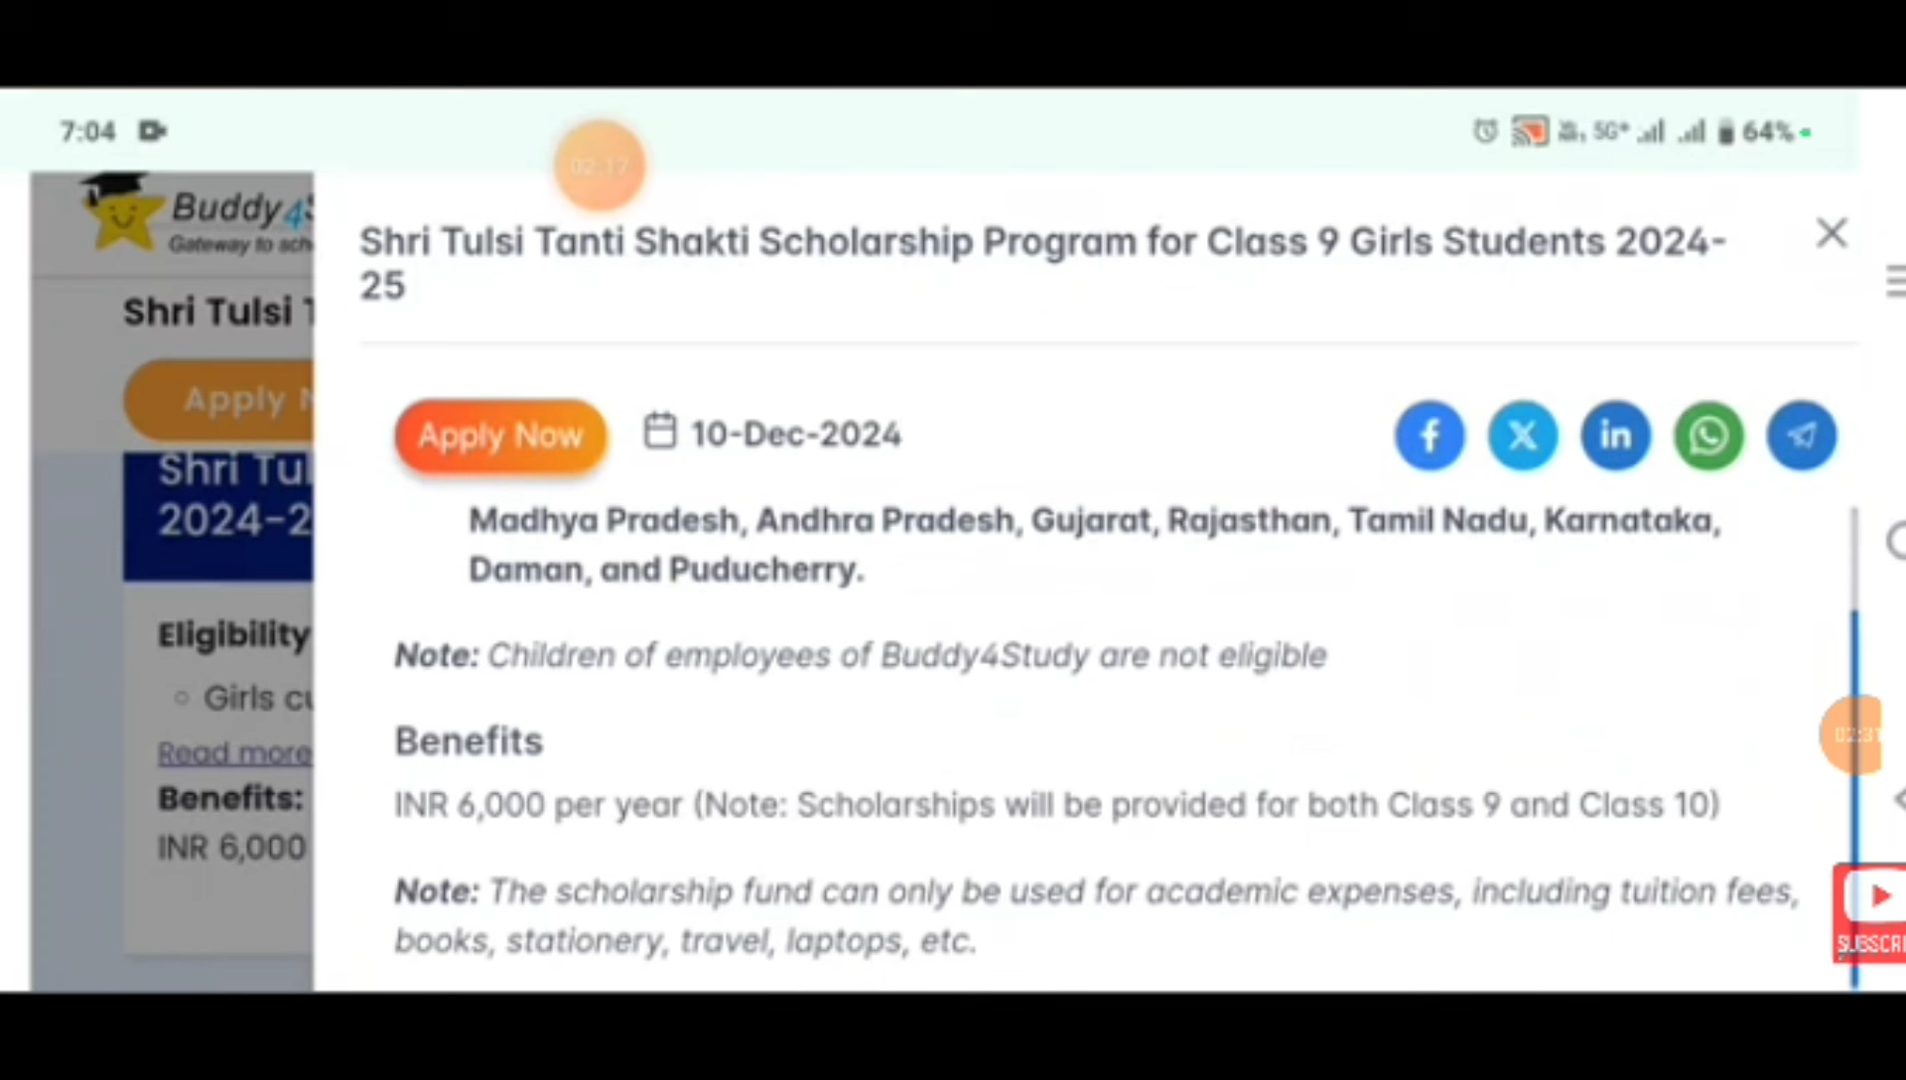 7:04
02:17
5G+
64%
Buddy4
Gateway to
Shri Tulsi
Apply
Shri Tul
2024-2
Eligibility
Girls
Read more
Benefits:
INR 6,000
Shri Tulsi Tanti Shakti Scholarship Program for Class 9 Girls Students 2024-
25
Apply Now
10-Dec-2024
Madhya Pradesh, Andhra Pradesh, Gujarat, Rajasthan, Tamil Nadu, Karnataka,
Daman, and Puducherry.
Note: Children of employees of Buddy4Study are not eligible
Benefits
INR 6,000 per year (Note: Scholarships will be provided for both Class 9 and Class 10)
Note: The scholarship fund can only be used for academic expenses, including tuition fees,
books, stationery, travel, laptops, etc.
02:31
SUBSCRI